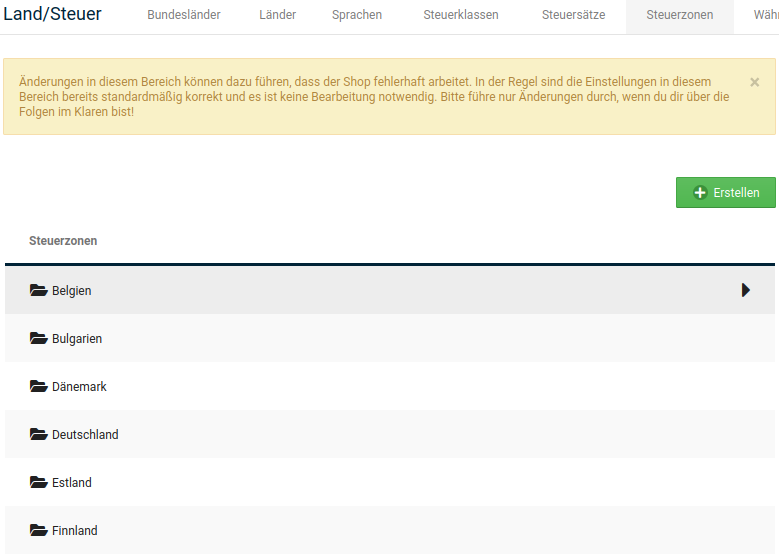 Land/Steuer Bundesländer Länder Sprachen Steuerklassen Steuersätze Steuerzonen Wäh
Änderungen in diesem Bereich können dazu führen, dass der Shop fehlerhaft arbeitet. In der Regel sind die Einstellungen in diesem ×
Bereich bereits standardmäßig korrekt und es ist keine Bearbeitung notwendig. Bitte führe nur Änderungen durch, wenn du dir über die
Folgen im Klaren bist!
Erstellen
Steuerzonen
Belgien
Bulgarien
Dänemark
Deutschland
Estland
Finnland